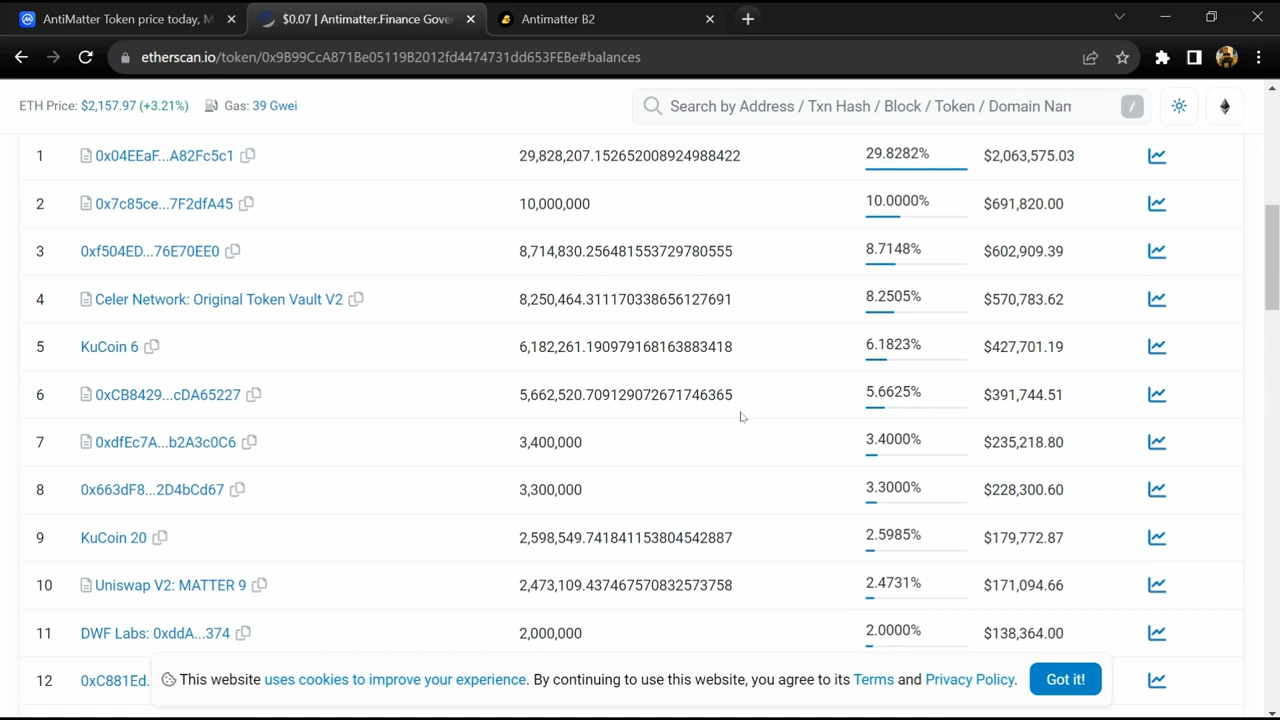 AntiMatter Token price today, M
$0.07 | Antimatter.Finance Gover
Antimatter B2
etherscan.io/token/0x9B99CcA871Be05119B2012fd4474731dd653FEBe#balances
ETH Price: $2,157.97 (+3.21%) Gas: 39 Gwei
Search by Address / Txn Hash / Block / Token / Domain Nam /
1 0x04EEaF...A82Fc5c1 29,828,207.152652008924988422 29.8282% $2,063,575.03
2 0x7c85ce...7F2dfA45 10,000,000 10.0000% $691,820.00
3 0xf504ED...76E70EE0 8,714,830.256481553729780555 8.7148% $602,909.39
4 Celer Network: Original Token Vault V2 8,250,464.311170338656127691 8.2505% $570,783.62
5 KuCoin 6 6,182,261.190979168163883418 6.1823% $427,701.19
6 0xCB8429...cDA65227 5,662,520.709129072671746365 5.6625% $391,744.51
7 0xdfEc7A...b2A3c0C6 3,400,000 3.4000% $235,218.80
8 0x663dF8...2D4bCd67 3,300,000 3.3000% $228,300.60
9 KuCoin 20 2,598,549.741841153804542887 2.5985% $179,772.87
10 Uniswap V2: MATTER 9 2,473,109.437467570832573758 2.4731% $171,094.66
11 DWF Labs: 0xddA...374 2,000,000 2.0000% $138,364.00
12 0xC881Ed.
This website uses cookies to improve your experience. By continuing to use this website, you agree to its Terms and Privacy Policy. Got it!